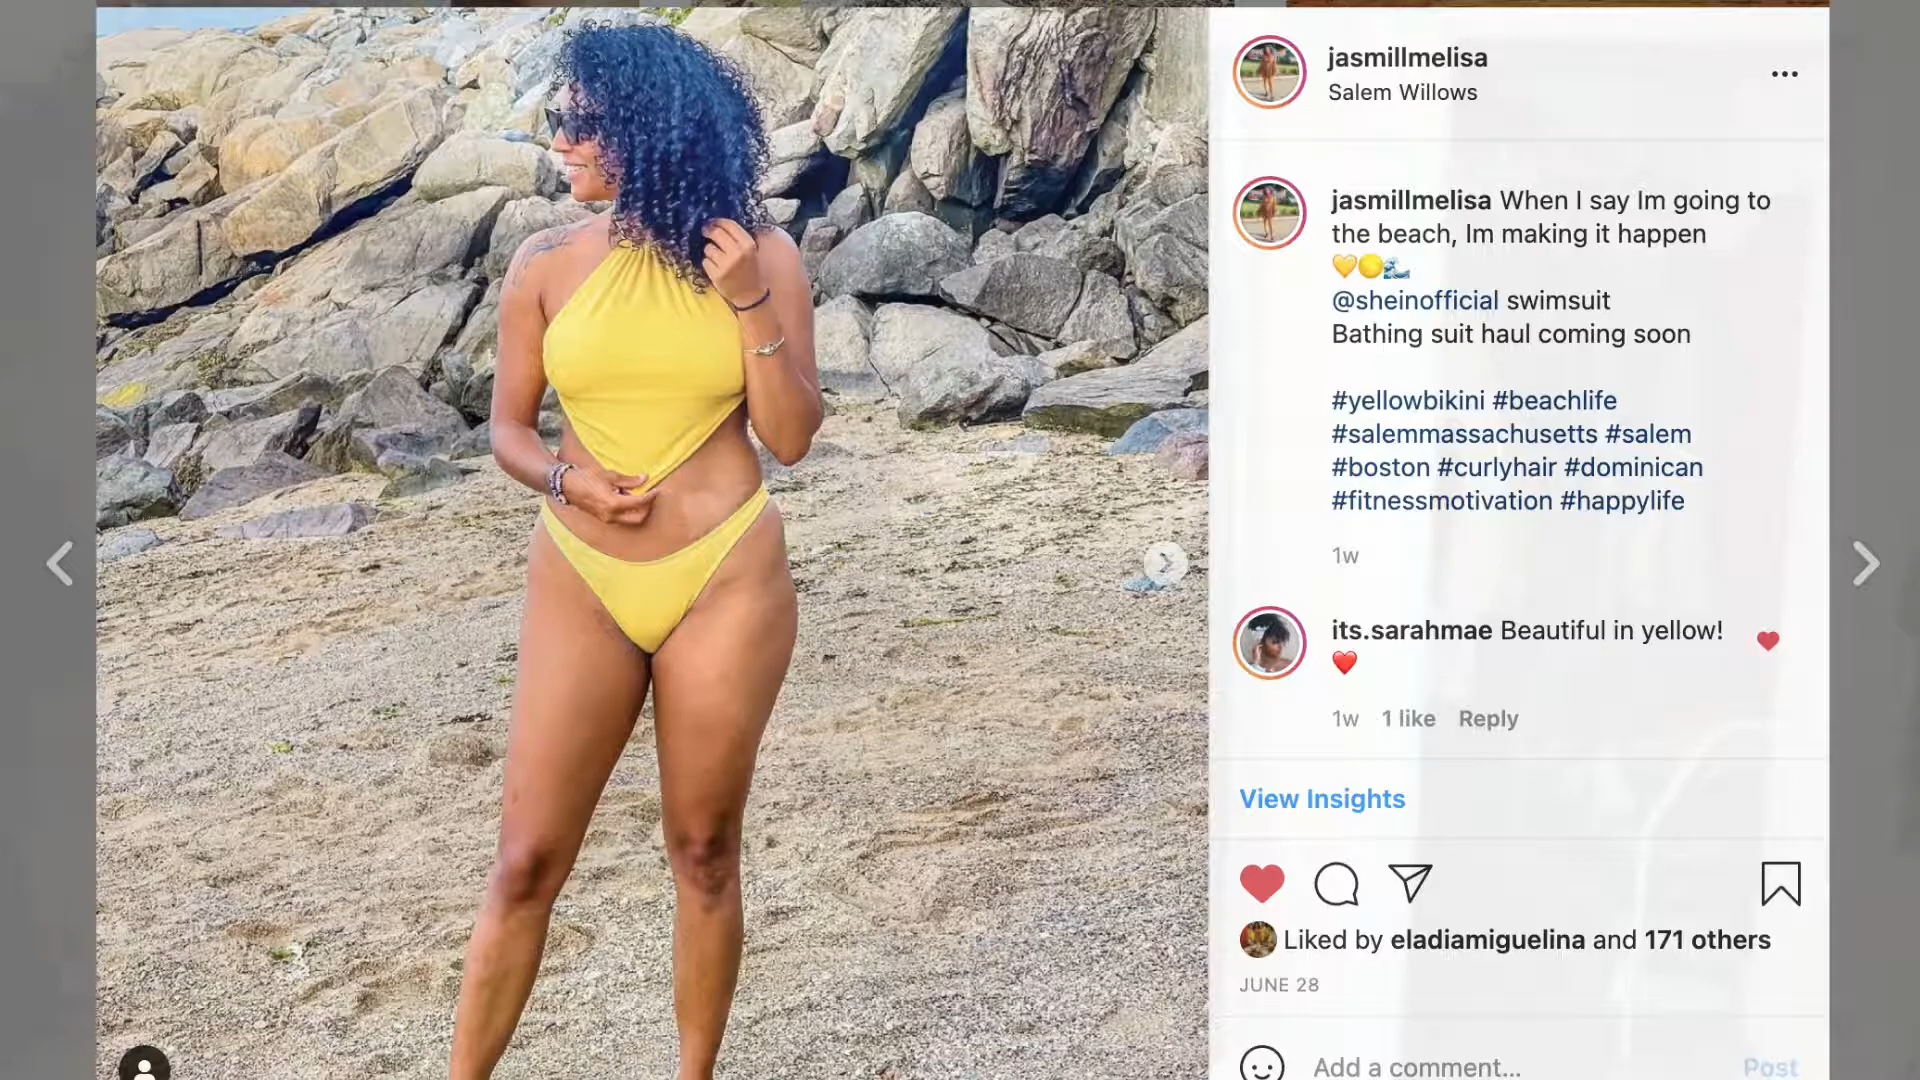 jasmillmelisa
Salem Willows
jasmillmelisa When I say Im going to
the beach, Im making it happen
💛🟡🌊
@sheinofficial swimsuit
Bathing suit haul coming soon
#yellowbikini #beachlife
#salemmassachusetts #salem
#boston #curlyhair #dominican
#fitnessmotivation #happylife
1w
its.sarahmae Beautiful in yellow!
❤️
1w 1 like Reply
View Insights
Liked by eladiamiguelina and 171 others
JUNE 28
Add a comment... Post